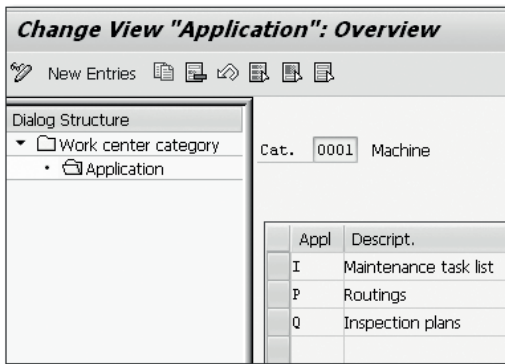 Change View "Application": Overview
New Entries
Dialog Structure
Work center category
Application
Cat. 0001 Machine
Appl Descript.
I Maintenance task list
P Routings
Q Inspection plans